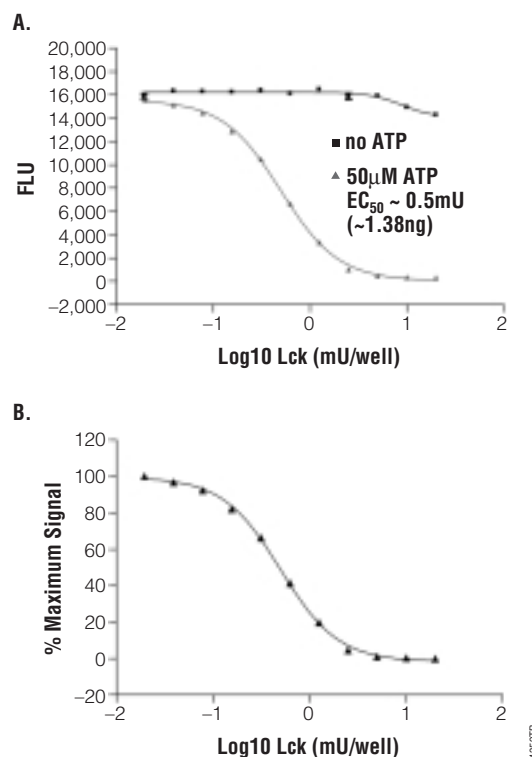 A.
20,000
18,000
16,000
14,000
12,000
10,000
8,000
6,000
4,000
2,000
0
−2,000
FLU
no ATP
50μM ATP
EC50 ~ 0.5mU
(~1.38ng)
−2 −1 0 1 2
Log10 Lck (mU/well)
B.
120
100
80
60
40
20
0
−20
% Maximum Signal
−2 −1 0 1 2
Log10 Lck (mU/well)